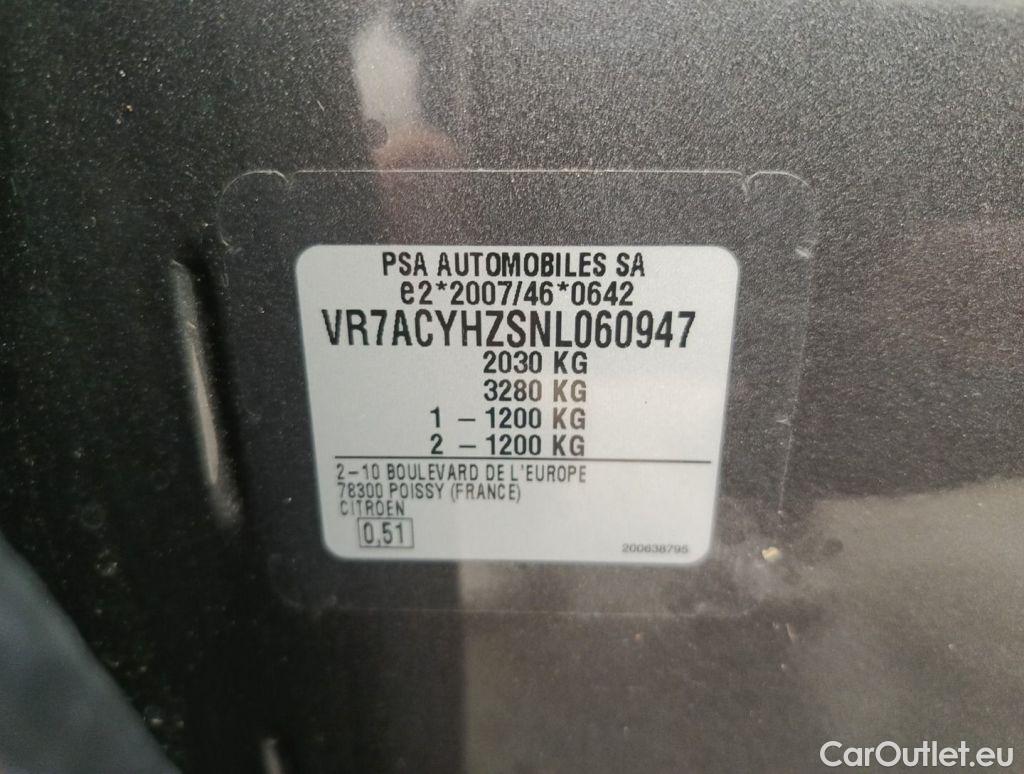 PSA AUTOMOBILES SA
e2*2007/46*0642
VR7ACYHZSNL060947
2030 KG
3280 KG
1 – 1200 KG
2 – 1200 KG
2–10 BOULEVARD DE L'EUROPE
78300 POISSY (FRANCE)
CITROEN
0,51
200638795
CarOutlet.eu